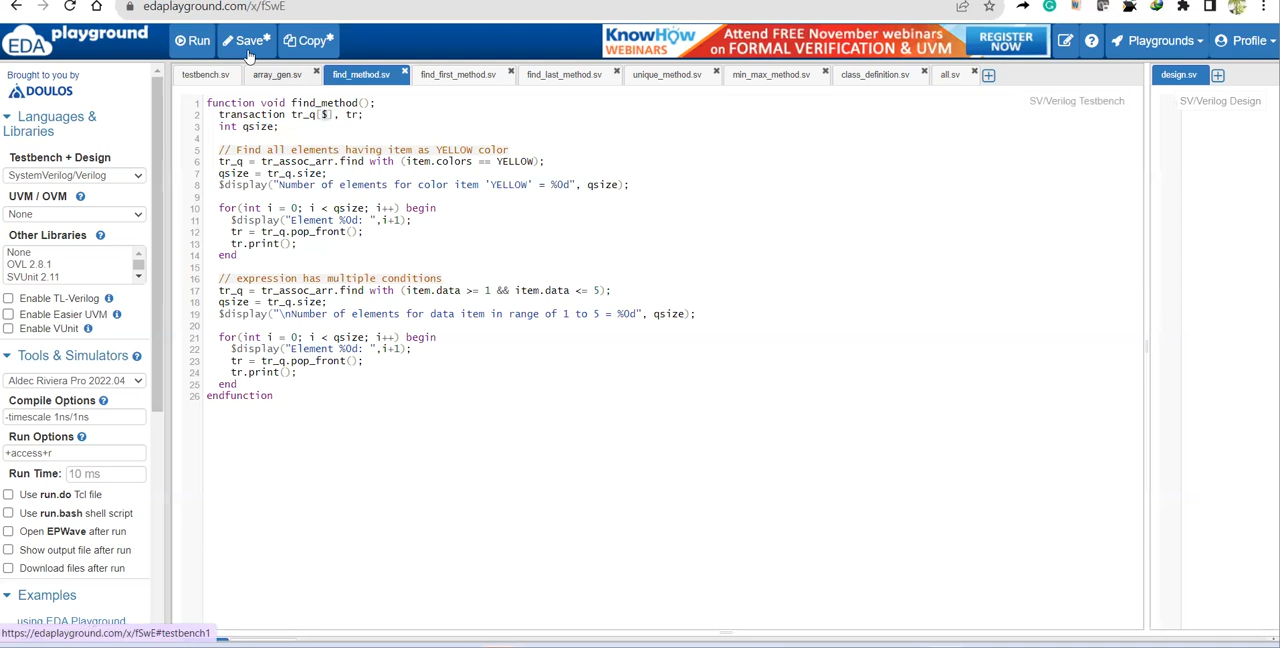 edaplayground.com/x/fSwE
EDA playground
Run
Save*
Copy*
KnowHow WEBINARS
Attend FREE November webinars on FORMAL VERIFICATION & UVM
REGISTER NOW
Playgrounds
Profile
Brought to you by
DOULOS
Languages & Libraries
Testbench + Design
SystemVerilog/Verilog
UVM / OVM
None
Other Libraries
None
OVL 2.8.1
SVUnit 2.11
Enable TL-Verilog
Enable Easier UVM
Enable VUnit
Tools & Simulators
Aldec Riviera Pro 2022.04
Compile Options
-timescale 1ns/1ns
Run Options
+access+r
Run Time: 10 ms
Use run.do Tcl file
Use run.bash shell script
Open EPWave after run
Show output file after run
Download files after run
Examples
using EDA Playground
https://edaplayground.com/x/fSwE#testbench1
testbench.sv
array_gen.sv
find_method.sv
find_first_method.sv
find_last_method.sv
unique_method.sv
min_max_method.sv
class_definition.sv
all.sv
design.sv
SV/Verilog Testbench
SV/Verilog Design
1 function void find_method();
2 transaction tr_q[$], tr;
3 int qsize;
4
5 // Find all elements having item as YELLOW color
6 tr_q = tr_assoc_arr.find with (item.colors == YELLOW);
7 qsize = tr_q.size;
8 $display("Number of elements for color item 'YELLOW' = %0d", qsize);
9
10 for(int i = 0; i < qsize; i++) begin
11 $display("Element %0d: ",i+1);
12 tr = tr_q.pop_front();
13 tr.print();
14 end
15
16 // expression has multiple conditions
17 tr_q = tr_assoc_arr.find with (item.data >= 1 && item.data <= 5);
18 qsize = tr_q.size;
19 $display("\nNumber of elements for data item in range of 1 to 5 = %0d", qsize);
20
21 for(int i = 0; i < qsize; i++) begin
22 $display("Element %0d: ",i+1);
23 tr = tr_q.pop_front();
24 tr.print();
25 end
26 endfunction